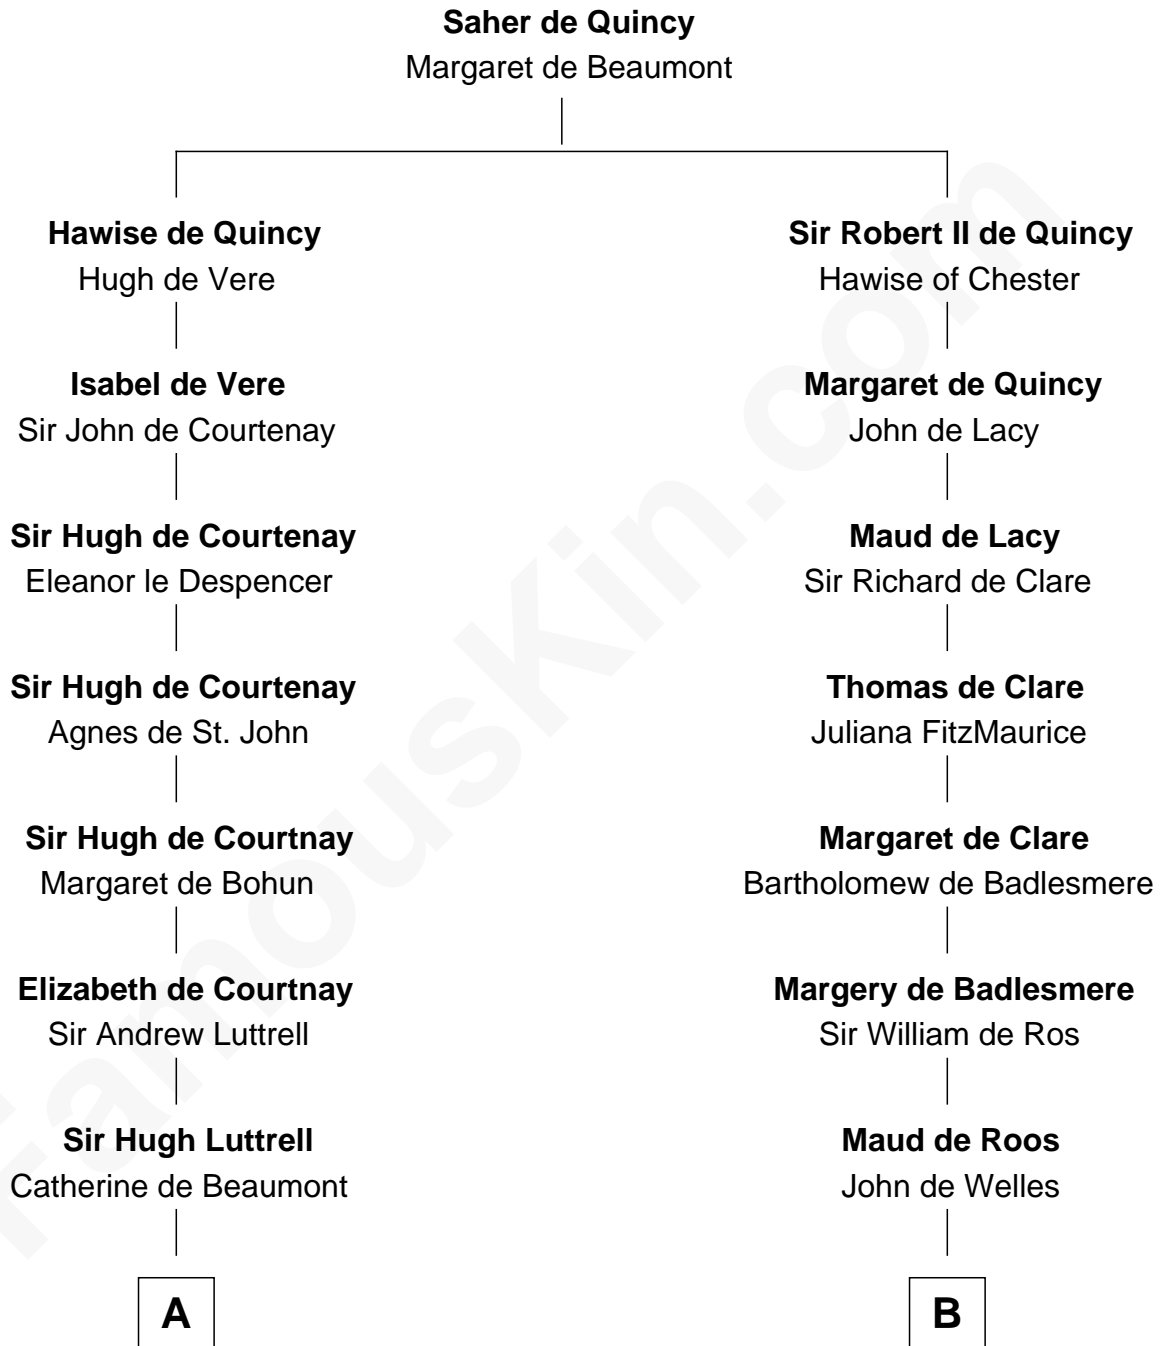 Saher de Quincy
Margaret de Beaumont
Hawise de Quincy
Hugh de Vere
Sir Robert II de Quincy
Hawise of Chester
Isabel de Vere
Sir John de Courtenay
Margaret de Quincy
John de Lacy
Sir Hugh de Courtenay
Eleanor le Despencer
Maud de Lacy
Sir Richard de Clare
Sir Hugh de Courtenay
Agnes de St. John
Thomas de Clare
Juliana FitzMaurice
Sir Hugh de Courtnay
Margaret de Bohun
Margaret de Clare
Bartholomew de Badlesmere
Elizabeth de Courtnay
Sir Andrew Luttrell
Margery de Badlesmere
Sir William de Ros
Sir Hugh Luttrell
Catherine de Beaumont
Maud de Roos
John de Welles
A
B
FamousKin.com